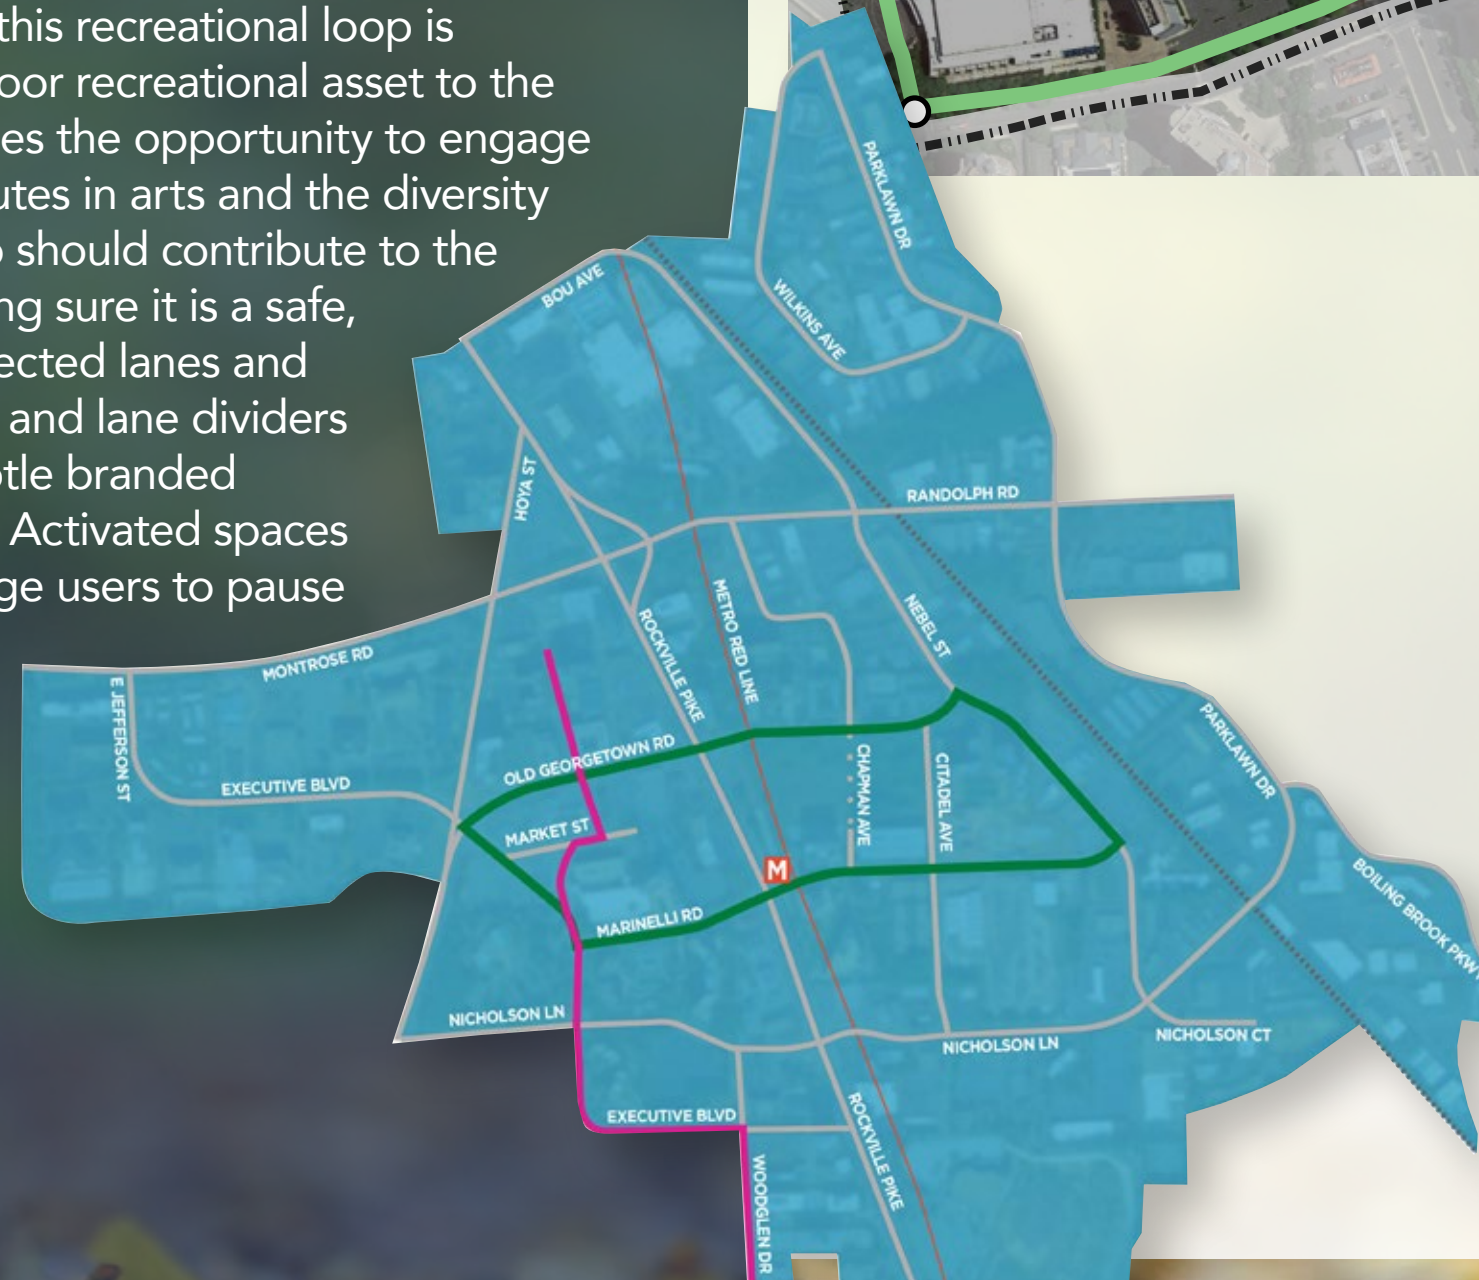 this recreational loop is
oor recreational asset to the
es the opportunity to engage
utes in arts and the diversity
should contribute to the
ng sure it is a safe,
ected lanes and
and lane dividers
tle branded
Activated spaces
ge users to pause
PARKLAWN DR
BOU AVE
WILKINS AVE
HOYA ST
RANDOLPH RD
METRO RED LINE
ROCKVILLE PIKE
NEBEL ST
MONTROSE RD
E JEFFERSON ST
EXECUTIVE BLVD
OLD GEORGETOWN RD
PARKLAWN DR
CHAPMAN AVE
CITADEL AVE
MARKET ST
M
BOILING BROOK PKWY
MARINELLI RD
NICHOLSON LN
NICHOLSON LN
NICHOLSON CT
EXECUTIVE BLVD
ROCKVILLE PIKE
WOODGLEN DR